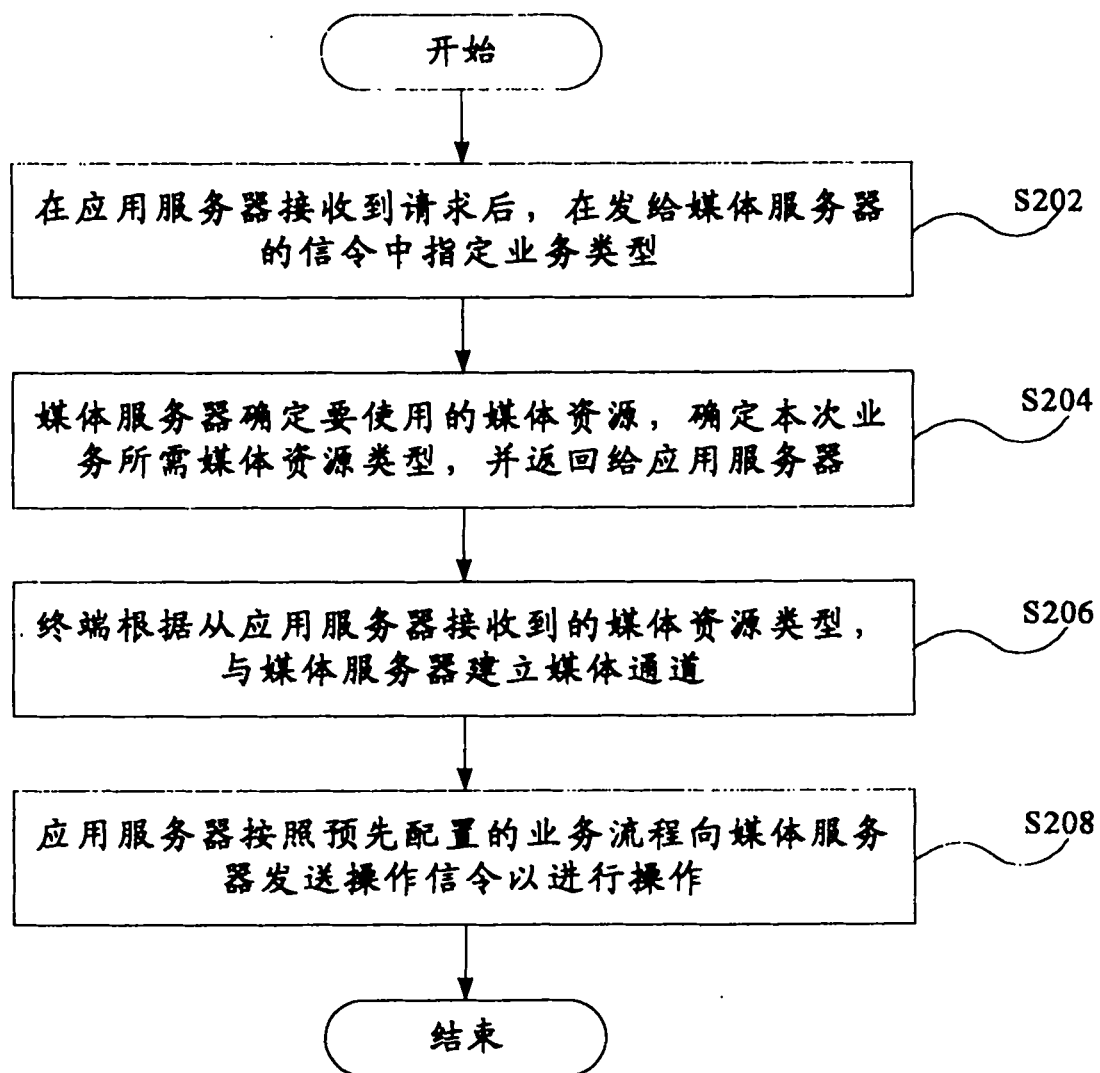 开始
在应用服务器接收到请求后，在发给媒体服务器
的信令中指定业务类型
S202
媒体服务器确定要使用的媒体资源，确定本次业
务所需媒体资源类型，并返回给应用服务器
S204
终端根据从应用服务器接收到的媒体资源类型，
与媒体服务器建立媒体通道
S206
应用服务器按照预先配置的业务流程向媒体服务
器发送操作信令以进行操作
S208
结束